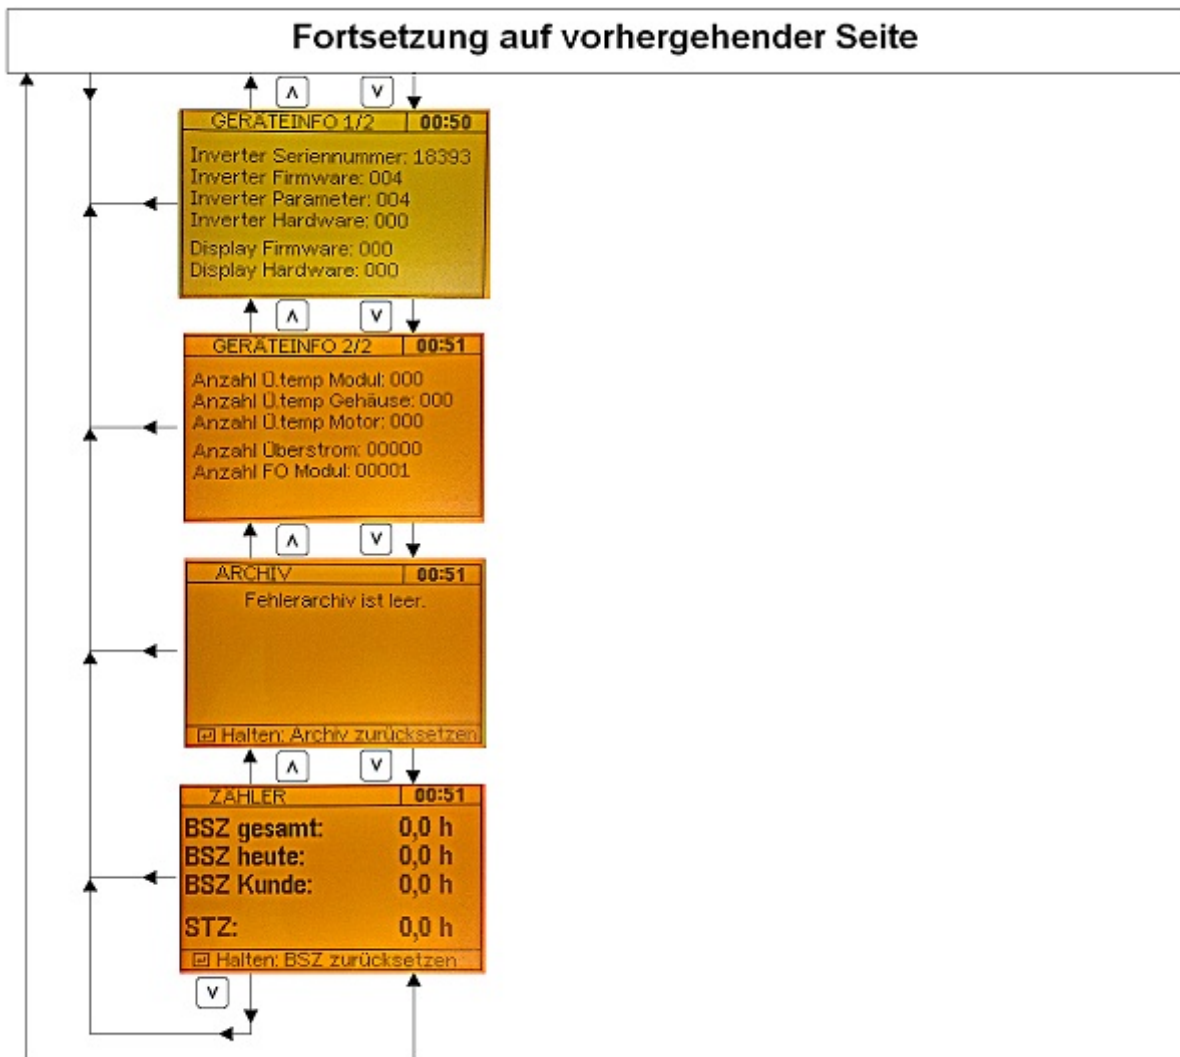 Fortsetzung auf vorhergehender Seite
∧ ∨
GERÄTEINFO 1/2 00:50
Inverter Seriennummer: 18393
Inverter Firmware: 004
Inverter Parameter: 004
Inverter Hardware: 000
Display Firmware: 000
Display Hardware: 000
∧ ∨
GERÄTEINFO 2/2 00:51
Anzahl Ü.temp Modul: 000
Anzahl Ü.temp Gehäuse: 000
Anzahl Ü.temp Motor: 000
Anzahl Überstrom: 00000
Anzahl FO Modul: 00001
∧ ∨
ARCHIV 00:51
Fehlerarchiv ist leer.
↵ Halten: Archiv zurücksetzen
∧ ∨
ZÄHLER 00:51
BSZ gesamt: 0,0 h
BSZ heute: 0,0 h
BSZ Kunde: 0,0 h
STZ: 0,0 h
↵ Halten: BSZ zurücksetzen
∨